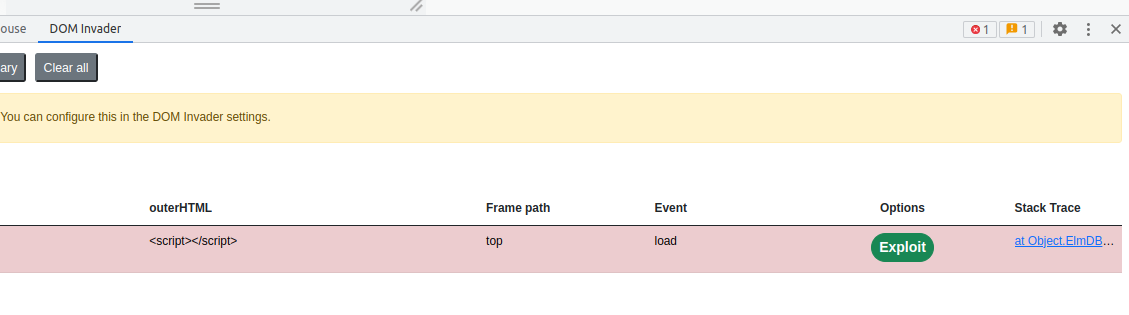 ouse DOM Invader 1 1
ary Clear all
You can configure this in the DOM Invader settings.
outerHTML Frame path Event Options Stack Trace
<script></script> top load Exploit at Object.ElmDB...